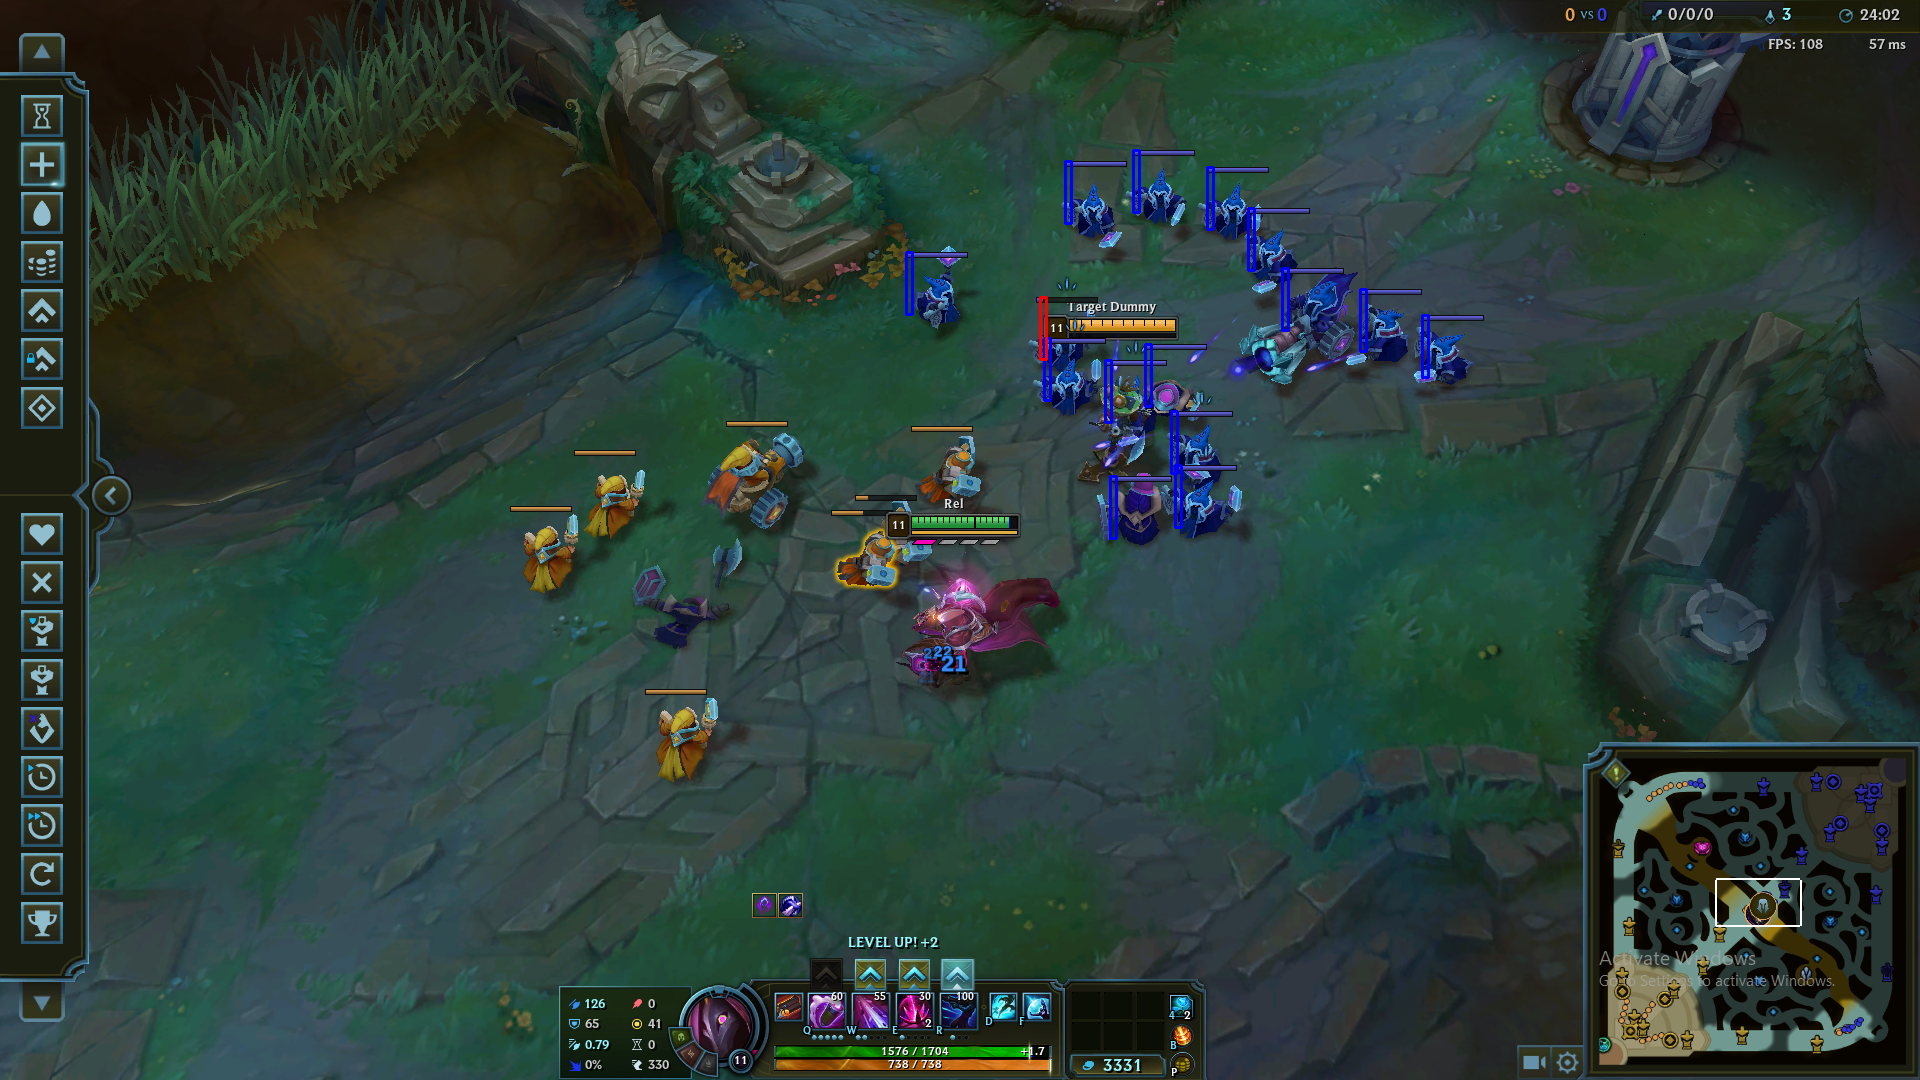 0 vs 0 0/0/0 3 24:02
FPS: 108 57 ms
Target Dummy
11
Rel
11
22
22
21
LEVEL UP! +2
126 0
65 41
0.79 0
0% 330
60 55 30 100
2
Q W E R D F
11
1576 / 1704 +1.7
738 / 738
4 2
B
3331 P
Activate Windows
Go to Settings to activate Windows.